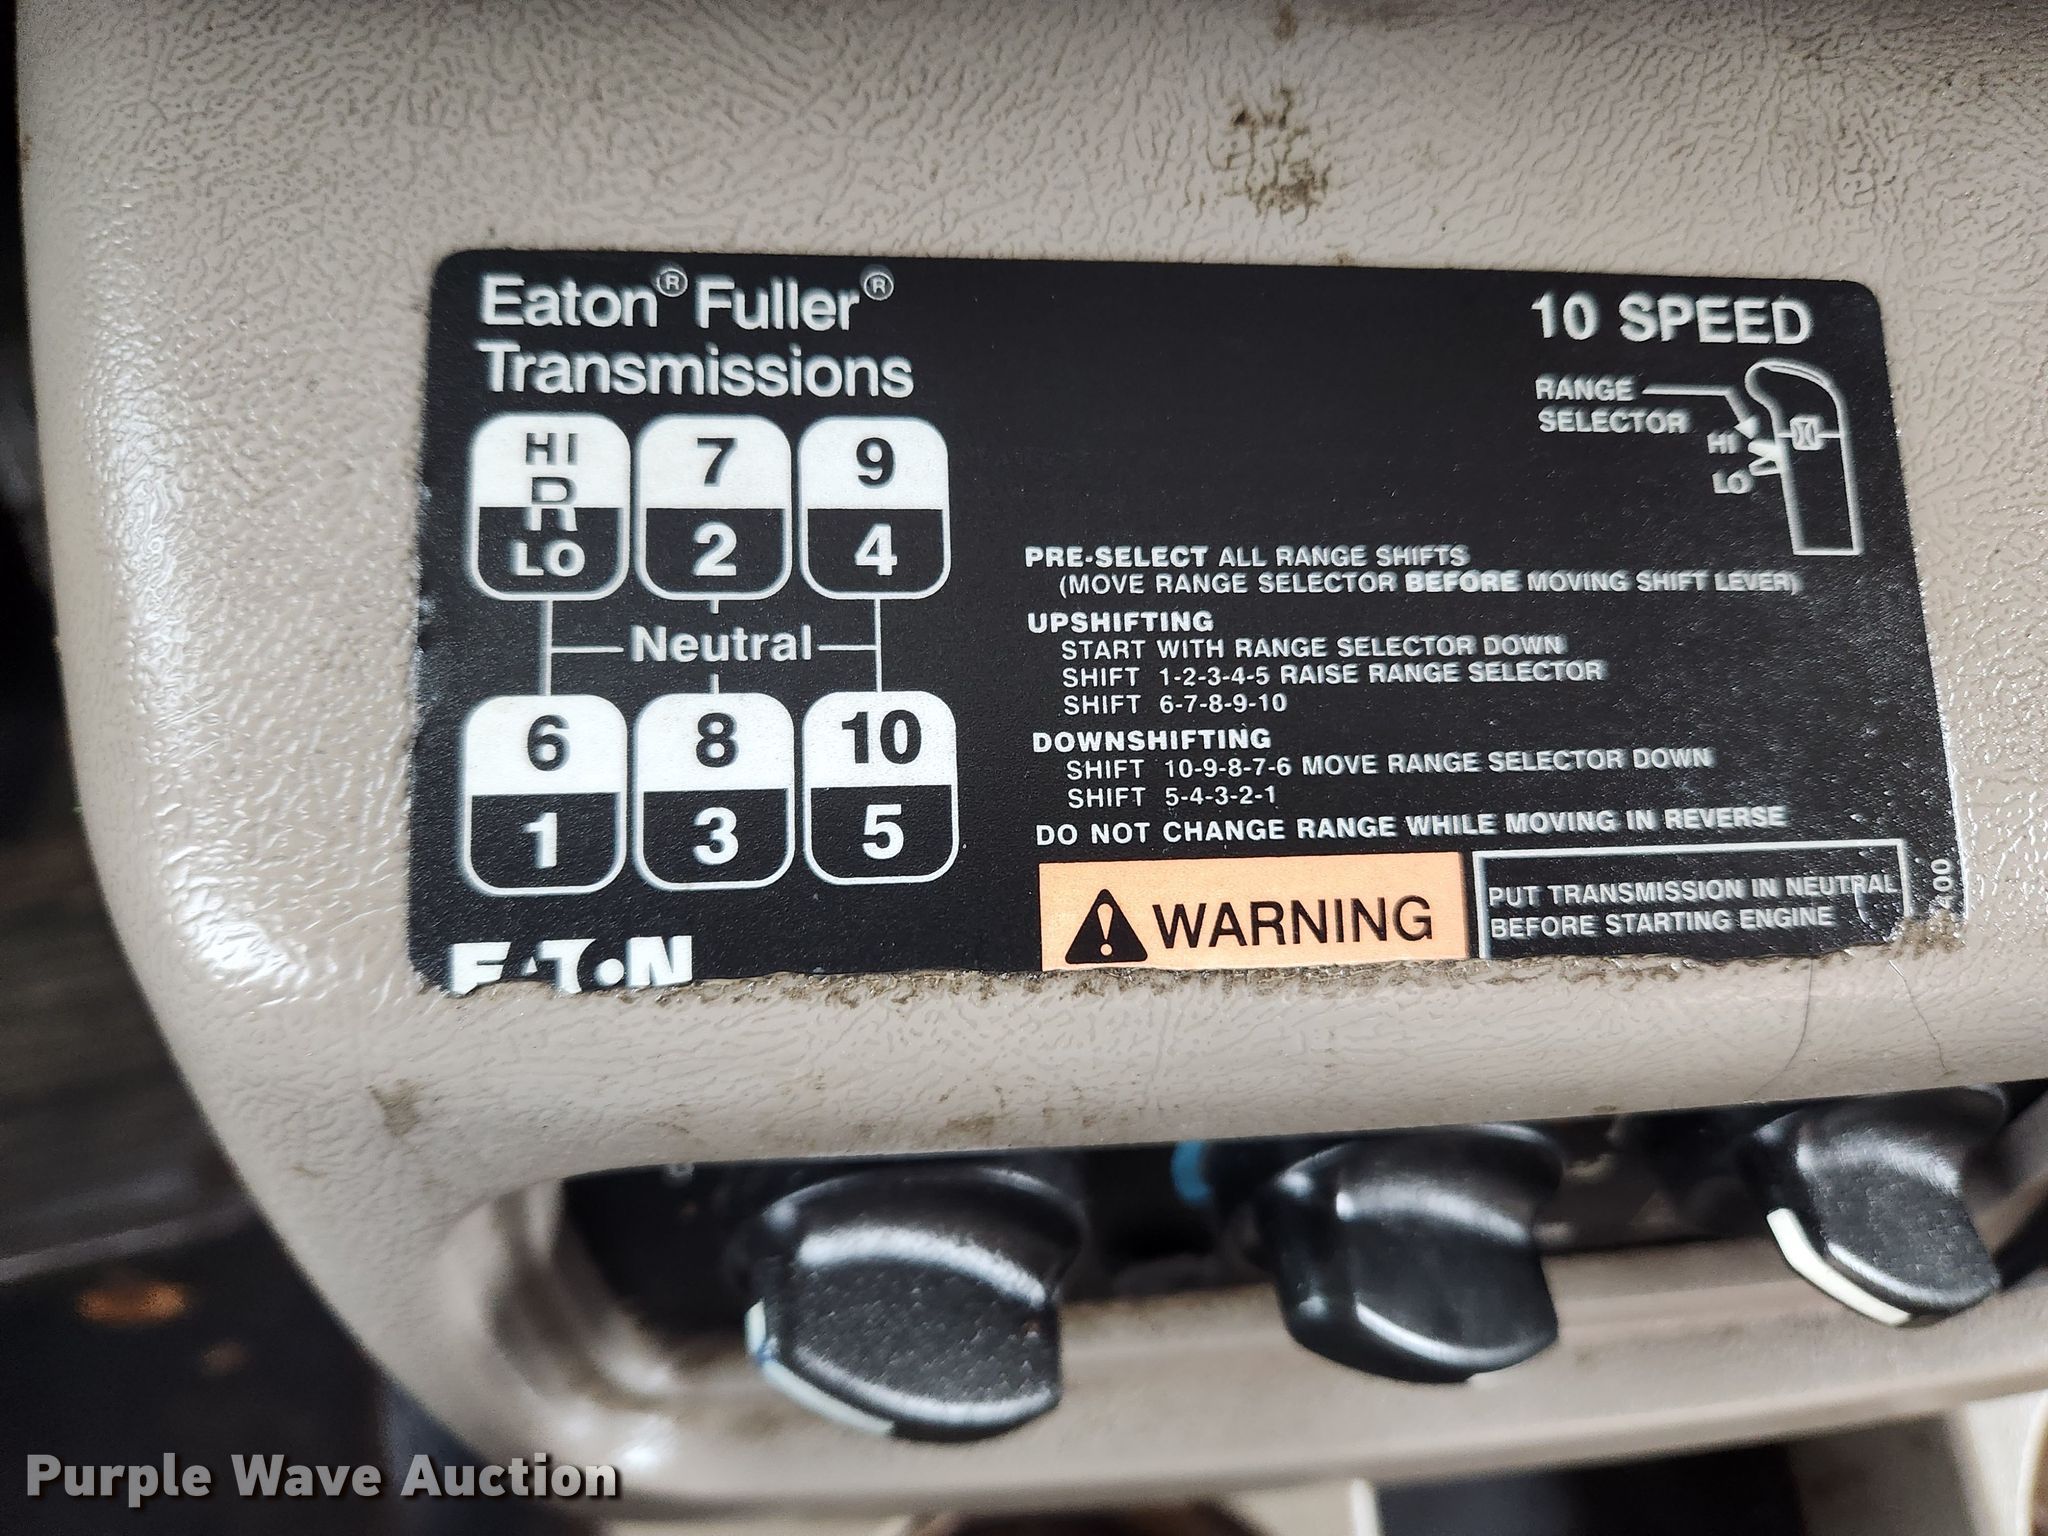 Eaton® Fuller®
Transmissions
10 SPEED
RANGE
SELECTOR
HI
LO
HI
R
LO
7
2
9
4
Neutral
6
1
8
3
10
5
PRE-SELECT ALL RANGE SHIFTS
(MOVE RANGE SELECTOR BEFORE MOVING SHIFT LEVER)
UPSHIFTING
START WITH RANGE SELECTOR DOWN
SHIFT 1-2-3-4-5 RAISE RANGE SELECTOR
SHIFT 6-7-8-9-10
DOWNSHIFTING
SHIFT 10-9-8-7-6 MOVE RANGE SELECTOR DOWN
SHIFT 5-4-3-2-1
DO NOT CHANGE RANGE WHILE MOVING IN REVERSE
WARNING
PUT TRANSMISSION IN NEUTRAL
BEFORE STARTING ENGINE
EATON
Purple Wave Auction